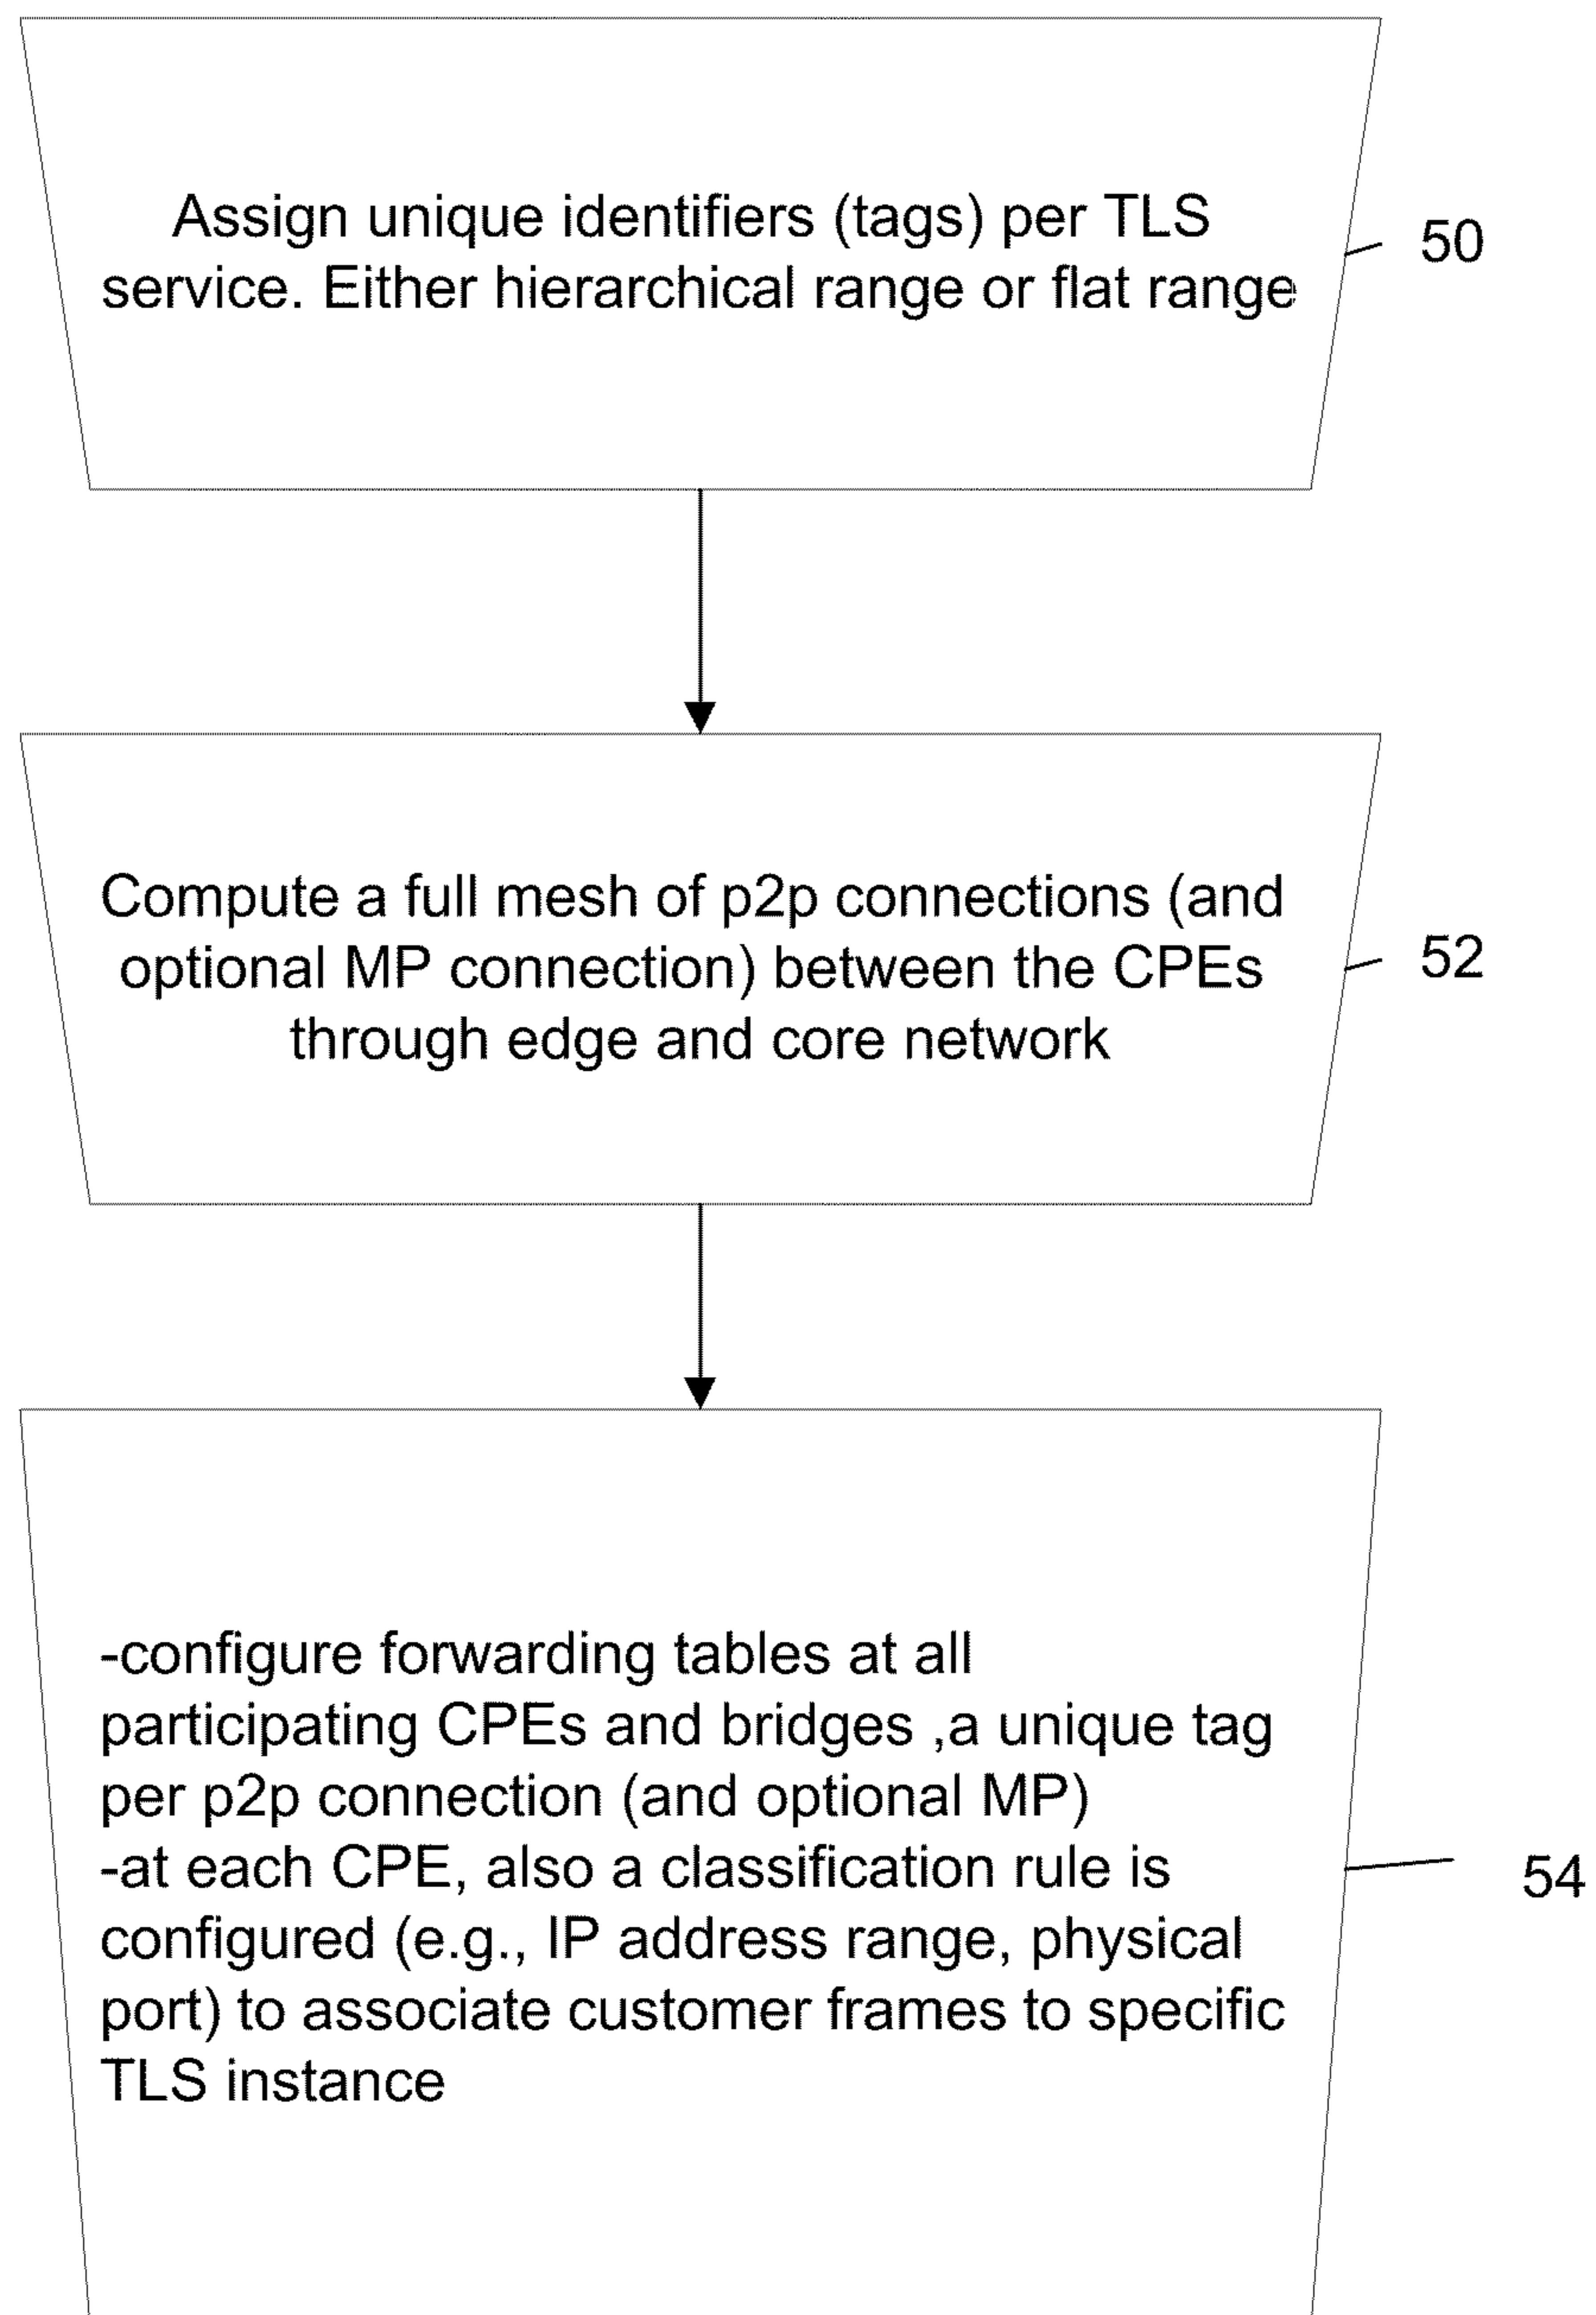 Assign unique identifiers (tags) per TLS
service. Either hierarchical range or flat range
50
Compute a full mesh of p2p connections (and
optional MP connection) between the CPEs
through edge and core network
52
-configure forwarding tables at all
participating CPEs and bridges ,a unique tag
per p2p connection (and optional MP)
-at each CPE, also a classification rule is
configured (e.g., IP address range, physical
port) to associate customer frames to specific
TLS instance
54